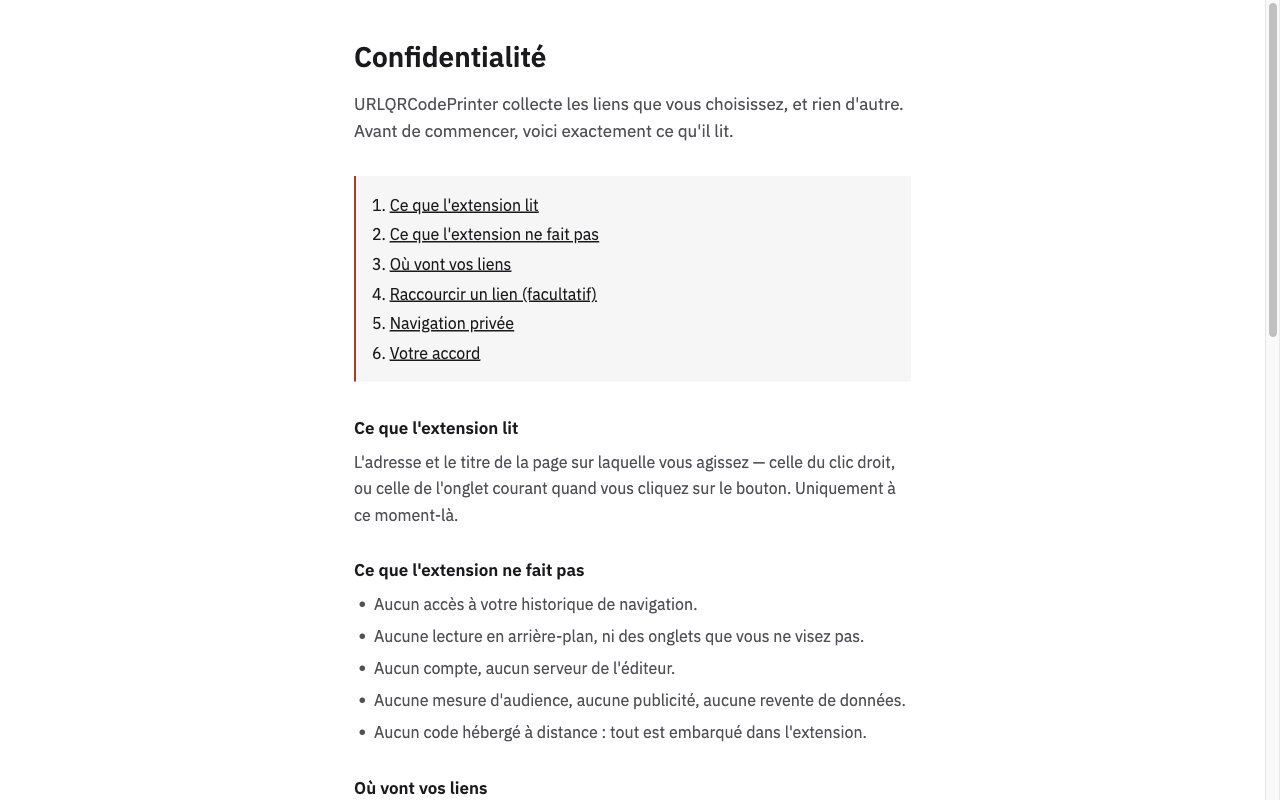 Confidentialité
URLQRCodePrinter collecte les liens que vous choisissez, et rien d'autre.
Avant de commencer, voici exactement ce qu'il lit.
1. Ce que l'extension lit
2. Ce que l'extension ne fait pas
3. Où vont vos liens
4. Raccourcir un lien (facultatif)
5. Navigation privée
6. Votre accord
Ce que l'extension lit
L'adresse et le titre de la page sur laquelle vous agissez — celle du clic droit,
ou celle de l'onglet courant quand vous cliquez sur le bouton. Uniquement à
ce moment-là.
Ce que l'extension ne fait pas
• Aucun accès à votre historique de navigation.
• Aucune lecture en arrière-plan, ni des onglets que vous ne visez pas.
• Aucun compte, aucun serveur de l'éditeur.
• Aucune mesure d'audience, aucune publicité, aucune revente de données.
• Aucun code hébergé à distance : tout est embarqué dans l'extension.
Où vont vos liens